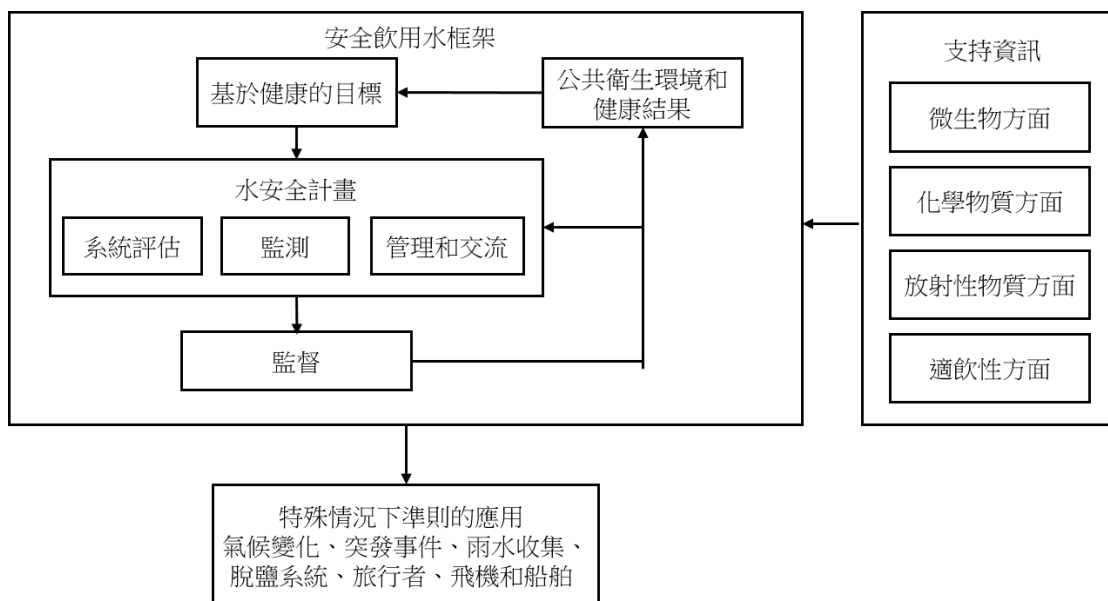 安全飲用水框架
基於健康的目標
公共衛生環境和
健康結果
水安全計畫
系統評估
監測
管理和交流
監督
支持資訊
微生物方面
化學物質方面
放射性物質方面
適飲性方面
特殊情況下準則的應用
氣候變化、突發事件、雨水收集、
脫鹽系統、旅行者、飛機和船舶